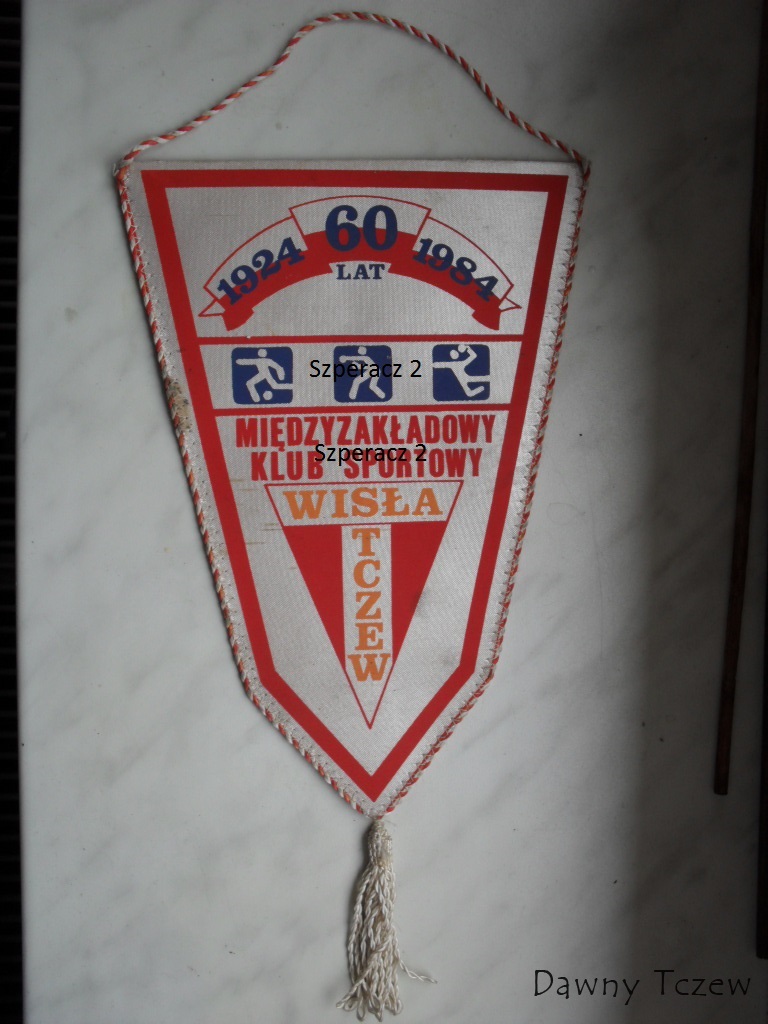 1924 60 1984
LAT
Szperacz 2
MIĘDZYZAKŁADOWY
KLUB SPORTOWY
Szperacz 2
WISŁA
TCZEW
Dawny Tczew